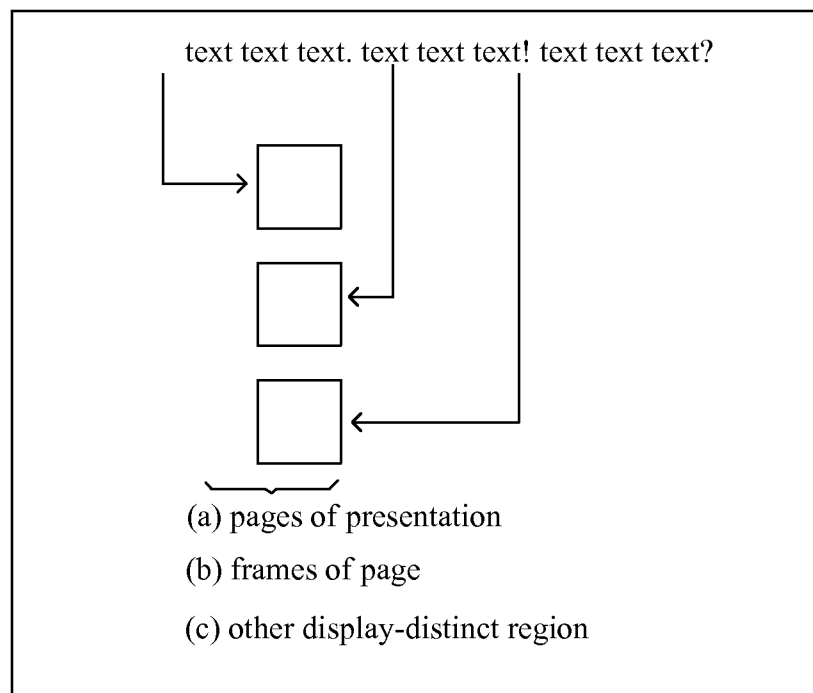 text text text. text text text! text text text?
(a) pages of presentation
(b) frames of page
(c) other display-distinct region